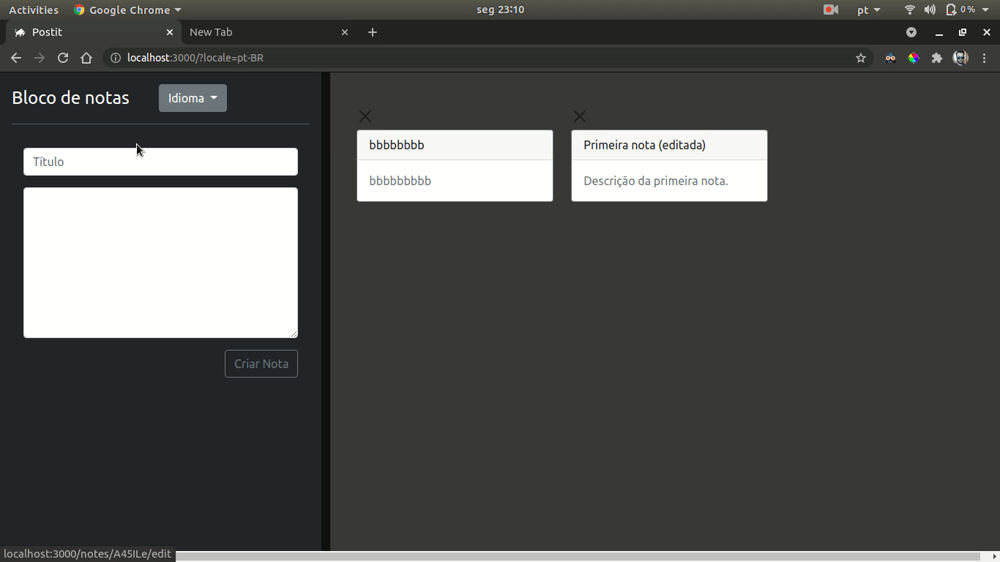 Activities Google Chrome seg 23:10 pt 0 %
Postit New Tab
localhost:3000/?locale=pt-BR
Bloco de notas Idioma
Título
Criar Nota
bbbbbbbb
bbbbbbbbb
Primeira nota (editada)
Descrição da primeira nota.
localhost:3000/notes/A45ILe/edit